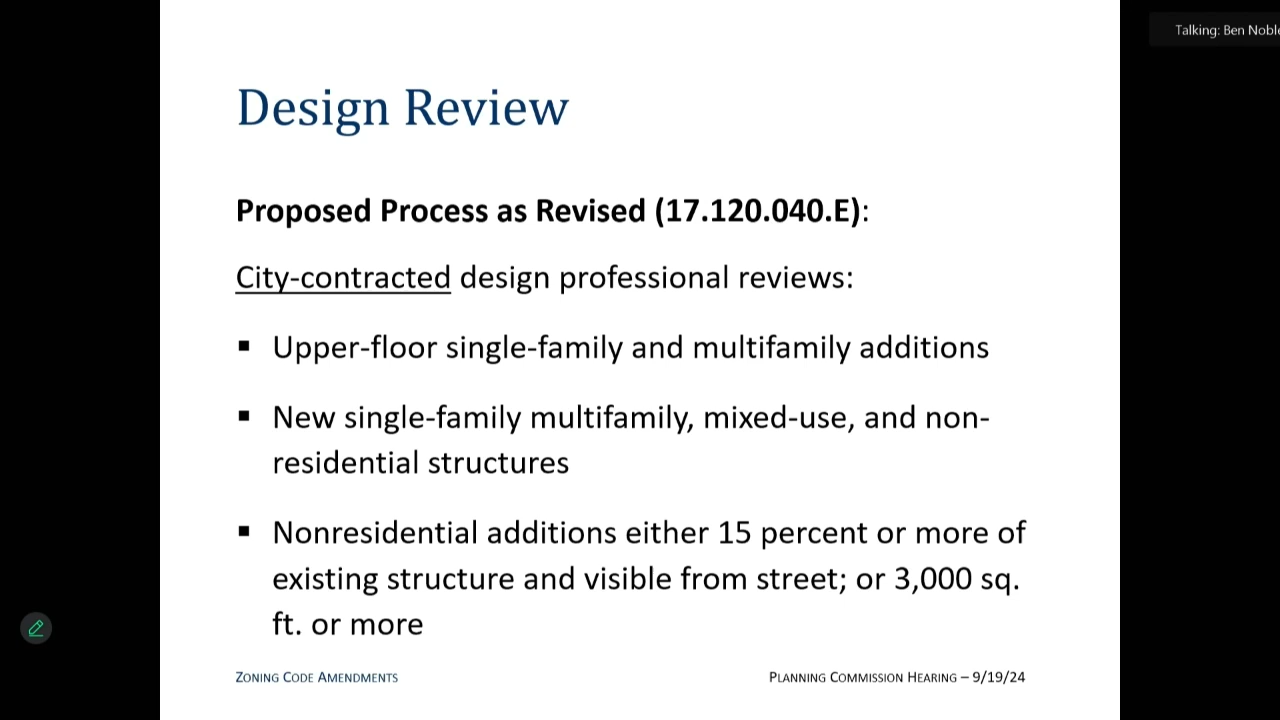 Talking: Ben Noble
Design Review
Proposed Process as Revised (17.120.040.E):
City-contracted design professional reviews:
▪ Upper-floor single-family and multifamily additions
▪ New single-family multifamily, mixed-use, and non-
residential structures
▪ Nonresidential additions either 15 percent or more of
existing structure and visible from street; or 3,000 sq.
ft. or more
ZONING CODE AMENDMENTS
PLANNING COMMISSION HEARING – 9/19/24